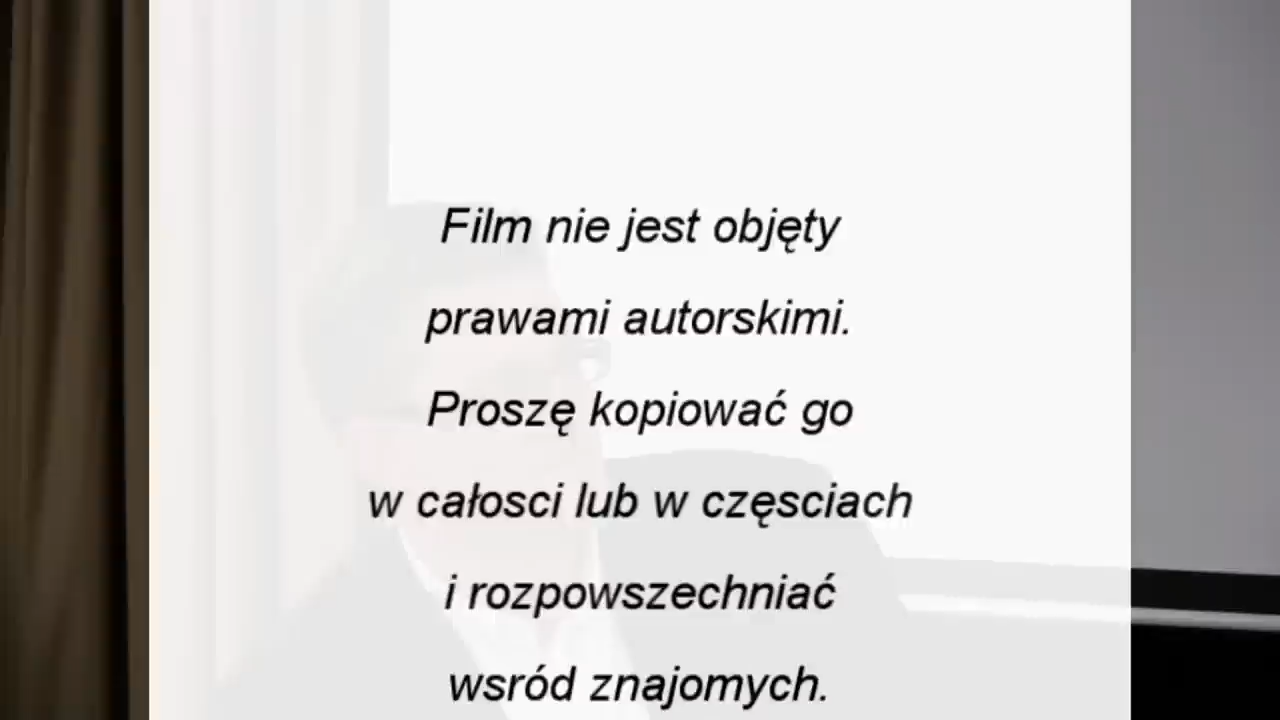 Film nie jest objęty
prawami autorskimi.
Proszę kopiować go
w całosci lub w częsciach
i rozpowszechniać
wsród znajomych.